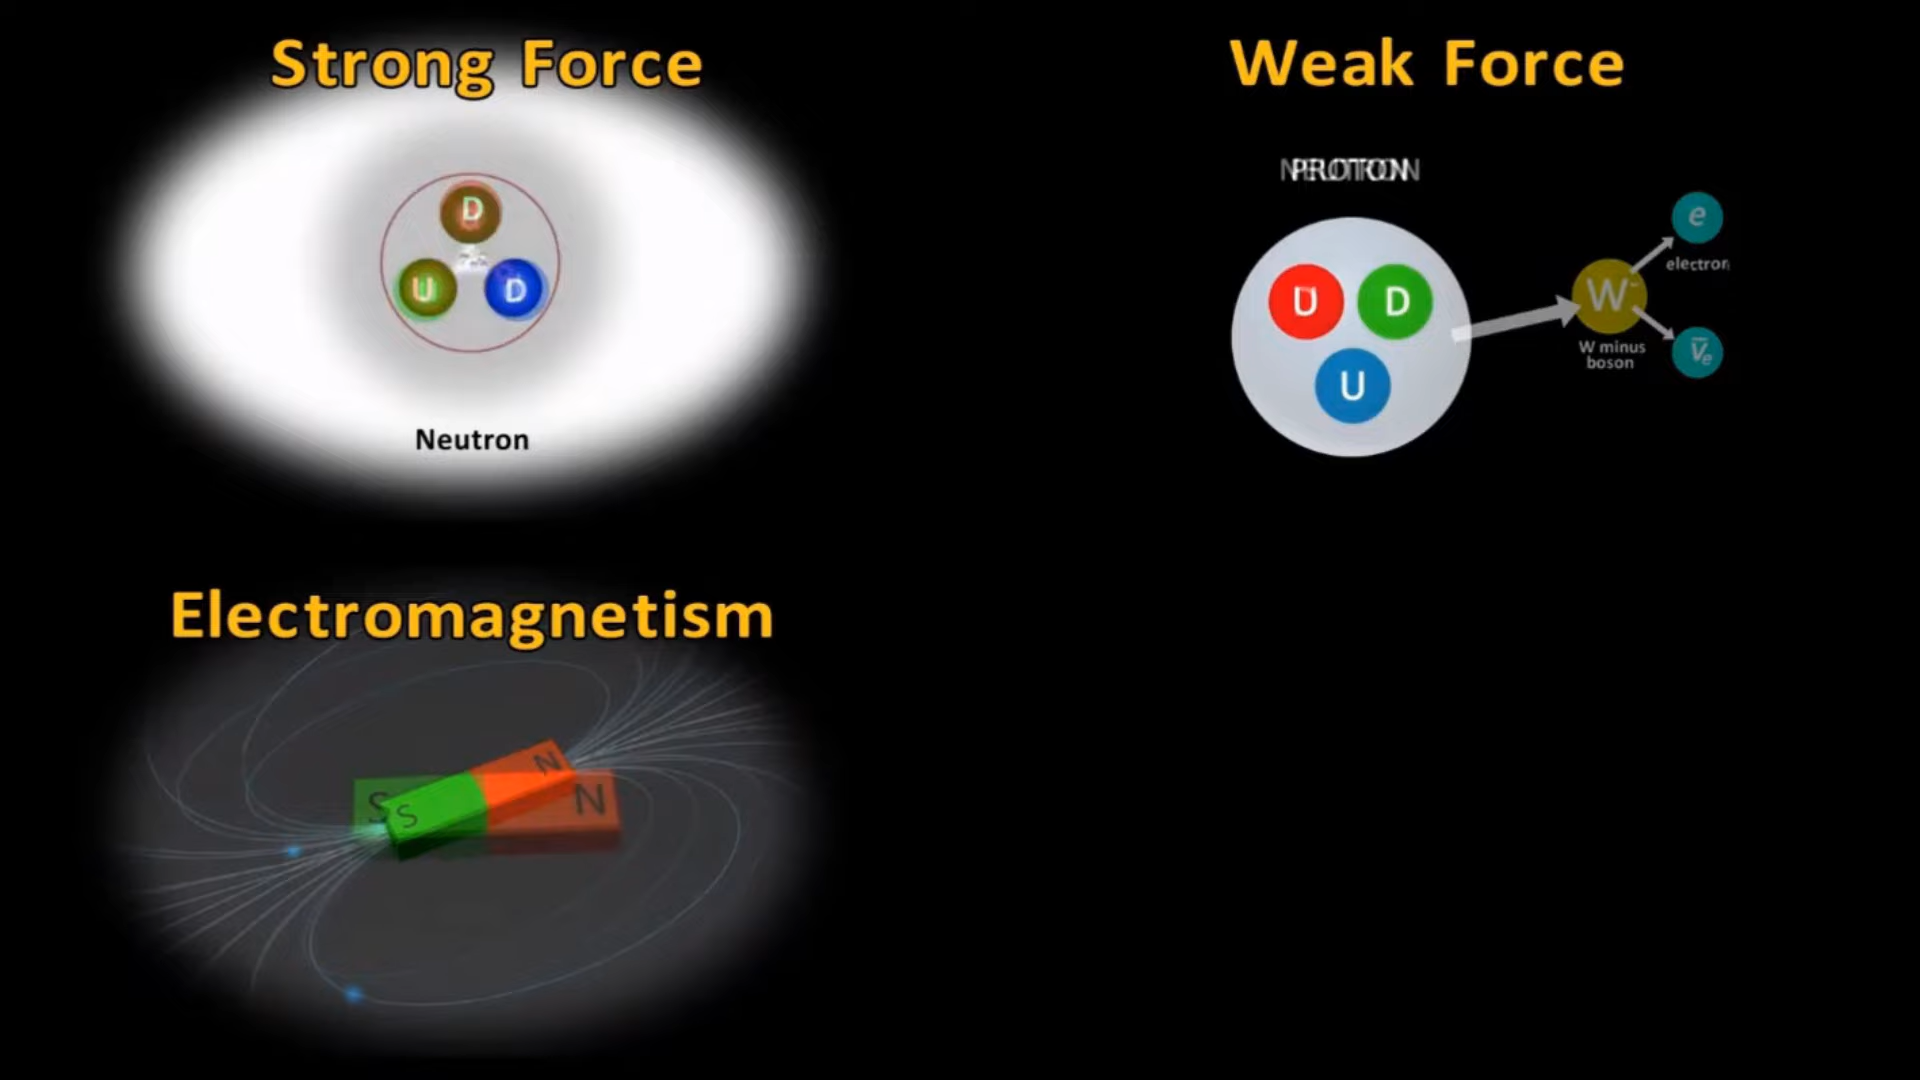 Strong Force
D
U D
Neutron
Weak Force
U D
U
W-
W minus
boson
e
electron
v̅e
Electromagnetism
S N
S N